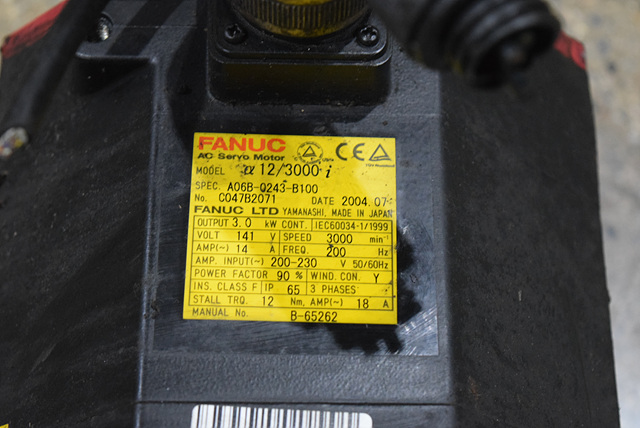 FANUC
AC Servo Motor
MODEL α 12/3000 i
SPEC. A06B-0243-B100
No. C047B2071 DATE 2004.07
FANUC LTD YAMANASHI, MADE IN JAPAN
OUTPUT 3.0 kW CONT. IEC60034-1/1999
VOLT 141 V SPEED 3000 min⁻¹
AMP(~) 14 A FREQ. 200 Hz
AMP. INPUT(~) 200-230 V 50/60Hz
POWER FACTOR 90 % WIND. CON. Y
INS. CLASS F IP 65 3 PHASES
STALL TRQ. 12 Nm, AMP(~) 18 A
MANUAL No. B-65262